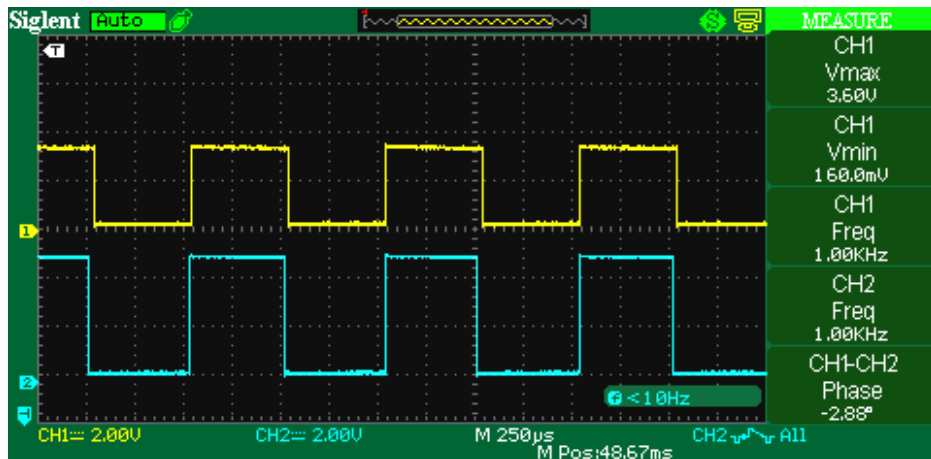 Siglent Auto
MEASURE
T
CH1
Vmax
3.60V
CH1
Vmin
160.0mV
CH1
Freq
1.00KHz
CH2
Freq
1.00KHz
CH1-CH2
Phase
-2.88°
1
2
<10Hz
CH1 2.00V CH2 2.00V M 250µs CH2 All
M Pos:48.67ms